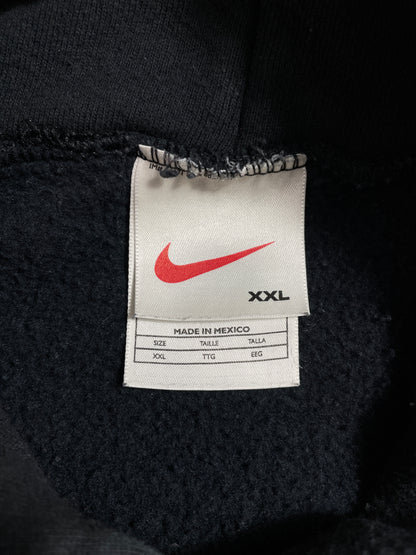 XXL
MADE IN MEXICO
SIZE TAILLE TALLA
XXL TTG EEG